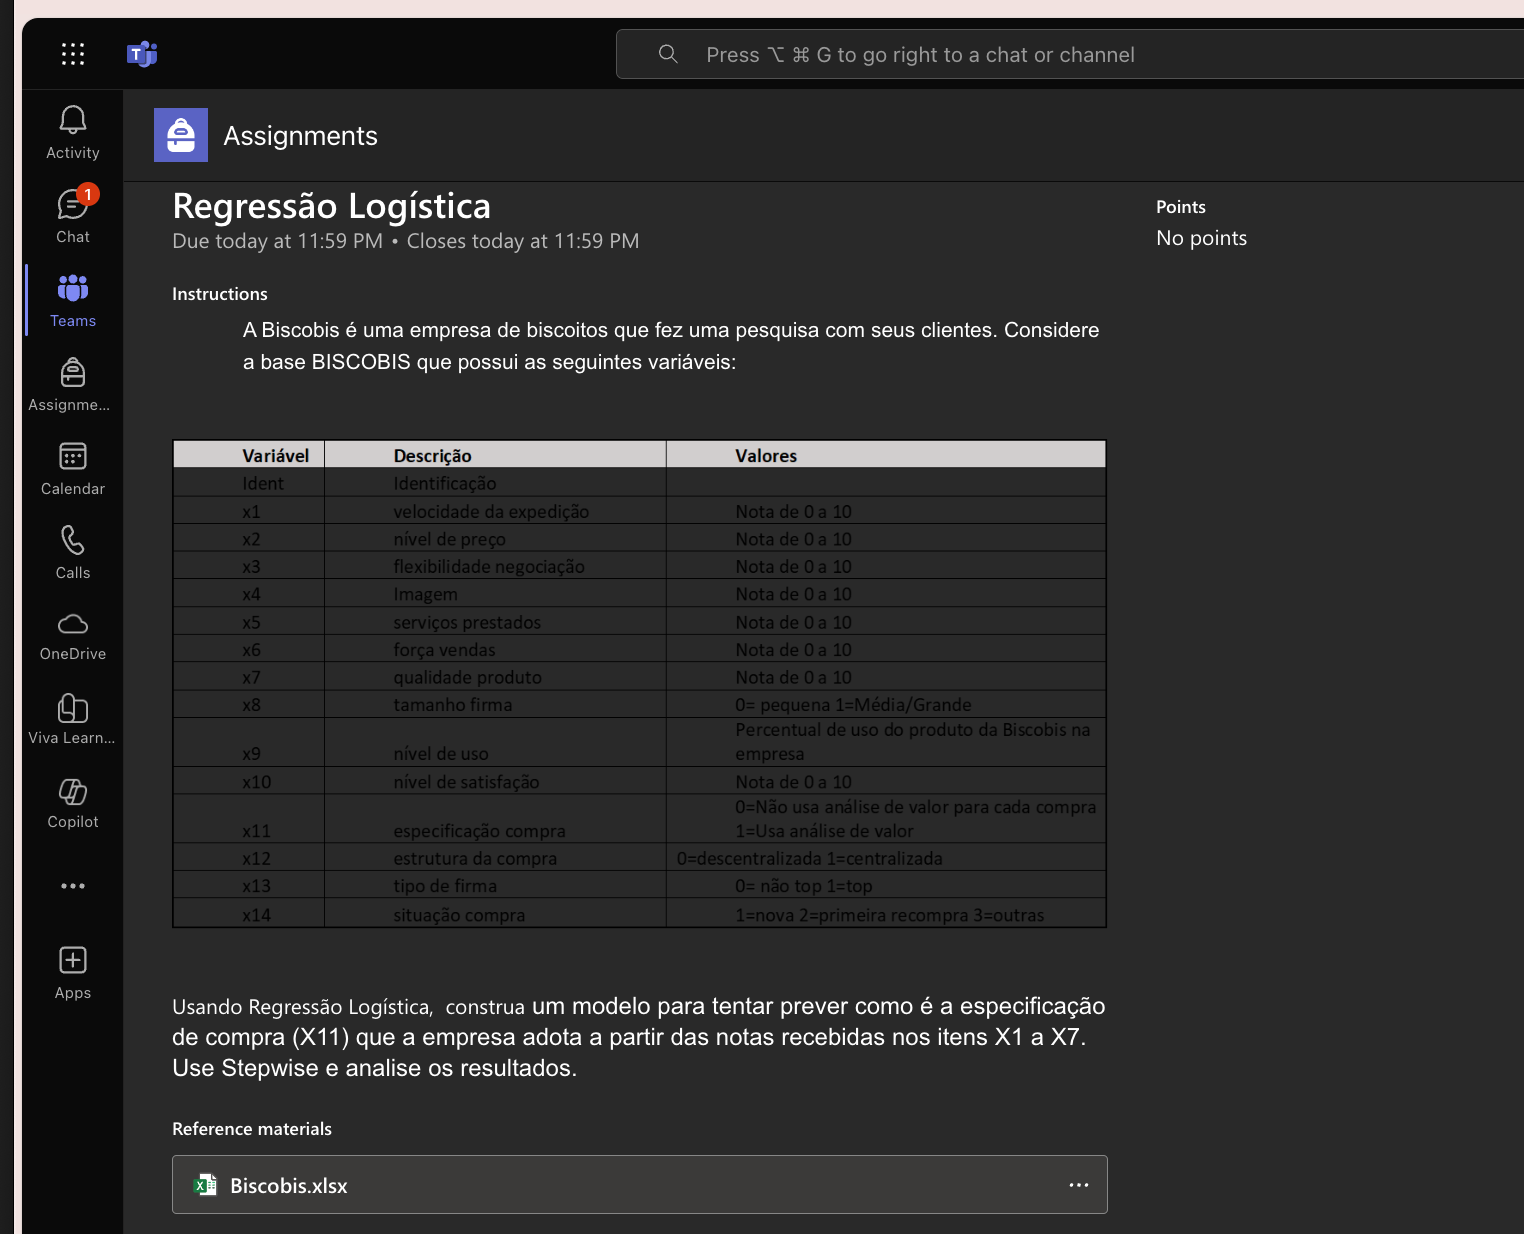 Press ⌥ ⌘ G to go right to a chat or channel
Activity
1
Chat
Teams
Assignme...
Calendar
Calls
OneDrive
Viva Learn...
Copilot
Apps
Assignments
Regressão Logística
Due today at 11:59 PM • Closes today at 11:59 PM
Points
No points
Instructions
A Biscobis é uma empresa de biscoitos que fez uma pesquisa com seus clientes. Considere
a base BISCOBIS que possui as seguintes variáveis:
Variável Descrição Valores
Ident Identificação
x1 velocidade da expedição Nota de 0 a 10
x2 nível de preço Nota de 0 a 10
x3 flexibilidade negociação Nota de 0 a 10
x4 Imagem Nota de 0 a 10
x5 serviços prestados Nota de 0 a 10
x6 força vendas Nota de 0 a 10
x7 qualidade produto Nota de 0 a 10
x8 tamanho firma 0= pequena 1=Média/Grande
Percentual de uso do produto da Biscobis na
x9 nível de uso empresa
x10 nível de satisfação Nota de 0 a 10
0=Não usa análise de valor para cada compra
x11 especificação compra 1=Usa análise de valor
x12 estrutura da compra 0=descentralizada 1=centralizada
x13 tipo de firma 0= não top 1=top
x14 situação compra 1=nova 2=primeira recompra 3=outras
Usando Regressão Logística, construa um modelo para tentar prever como é a especificação
de compra (X11) que a empresa adota a partir das notas recebidas nos itens X1 a X7.
Use Stepwise e analise os resultados.
Reference materials
Biscobis.xlsx